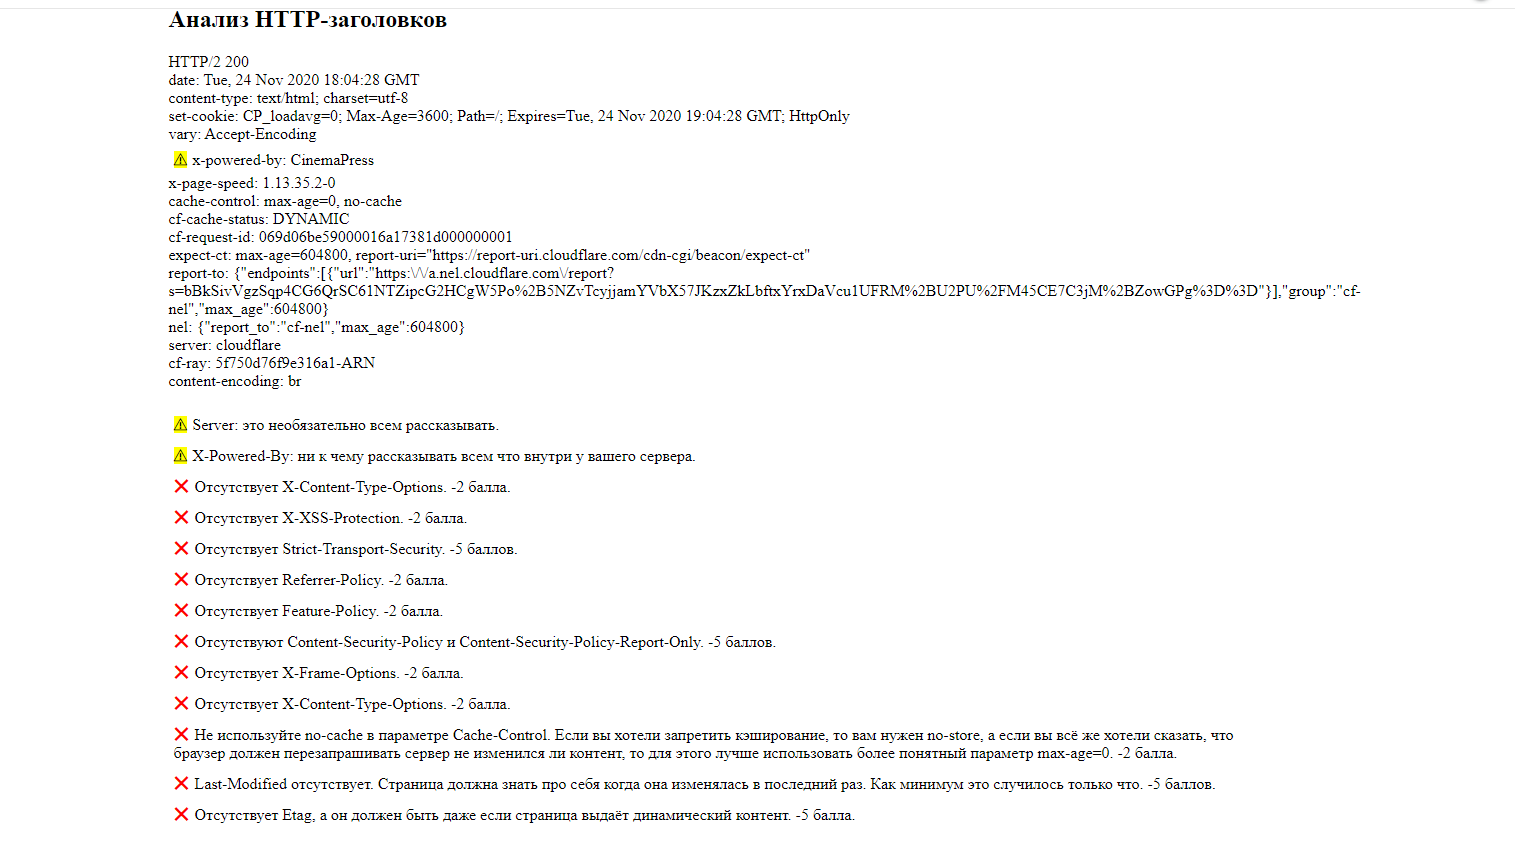 Анализ HTTP-заголовков
HTTP/2 200
date: Tue, 24 Nov 2020 18:04:28 GMT
content-type: text/html; charset=utf-8
set-cookie: CP_loadavg=0; Max-Age=3600; Path=/; Expires=Tue, 24 Nov 2020 19:04:28 GMT; HttpOnly
vary: Accept-Encoding
⚠ x-powered-by: CinemaPress
x-page-speed: 1.13.35.2-0
cache-control: max-age=0, no-cache
cf-cache-status: DYNAMIC
cf-request-id: 069d06be59000016a17381d000000001
expect-ct: max-age=604800, report-uri="https://report-uri.cloudflare.com/cdn-cgi/beacon/expect-ct"
report-to: {"endpoints":[{"url":"https:\/\/a.nel.cloudflare.com\/report?
s=bBkSivVgzSqp4CG6QrSC61NTZipcG2HCgW5Po%2B5NZvTcyjjamYVbX57JKzxZkLbftxYrxDaVcu1UFRM%2BU2PU%2FM45CE7C3jM%2BZowGPg%3D%3D"}],"group":"cf-
nel","max_age":604800}
nel: {"report_to":"cf-nel","max_age":604800}
server: cloudflare
cf-ray: 5f750d76f9e316a1-ARN
content-encoding: br
⚠ Server: это необязательно всем рассказывать.
⚠ X-Powered-By: ни к чему рассказывать всем что внутри у вашего сервера.
❌ Отсутствует X-Content-Type-Options. -2 балла.
❌ Отсутствует X-XSS-Protection. -2 балла.
❌ Отсутствует Strict-Transport-Security. -5 баллов.
❌ Отсутствует Referrer-Policy. -2 балла.
❌ Отсутствует Feature-Policy. -2 балла.
❌ Отсутствуют Content-Security-Policy и Content-Security-Policy-Report-Only. -5 баллов.
❌ Отсутствует X-Frame-Options. -2 балла.
❌ Отсутствует X-Content-Type-Options. -2 балла.
❌ Не используйте no-cache в параметре Cache-Control. Если вы хотели запретить кэширование, то вам нужен no-store, а если вы всё же хотели сказать, что
браузер должен перезапрашивать сервер не изменился ли контент, то для этого лучше использовать более понятный параметр max-age=0. -2 балла.
❌ Last-Modified отсутствует. Страница должна знать про себя когда она изменялась в последний раз. Как минимум это случилось только что. -5 баллов.
❌ Отсутствует Etag, а он должен быть даже если страница выдаёт динамический контент. -5 балла.